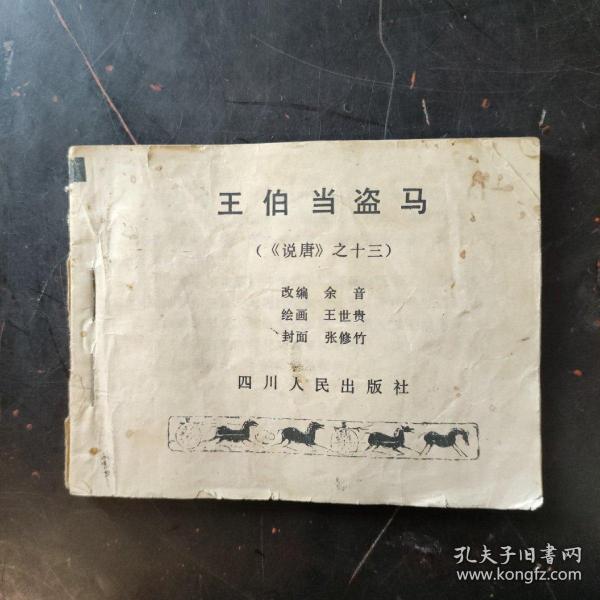 王伯当盗马
(《说唐》之十三)
改编 余音
绘画 王世贵
封面 张修竹
四川人民出版社
孔夫子旧書网
www.kongfz.com